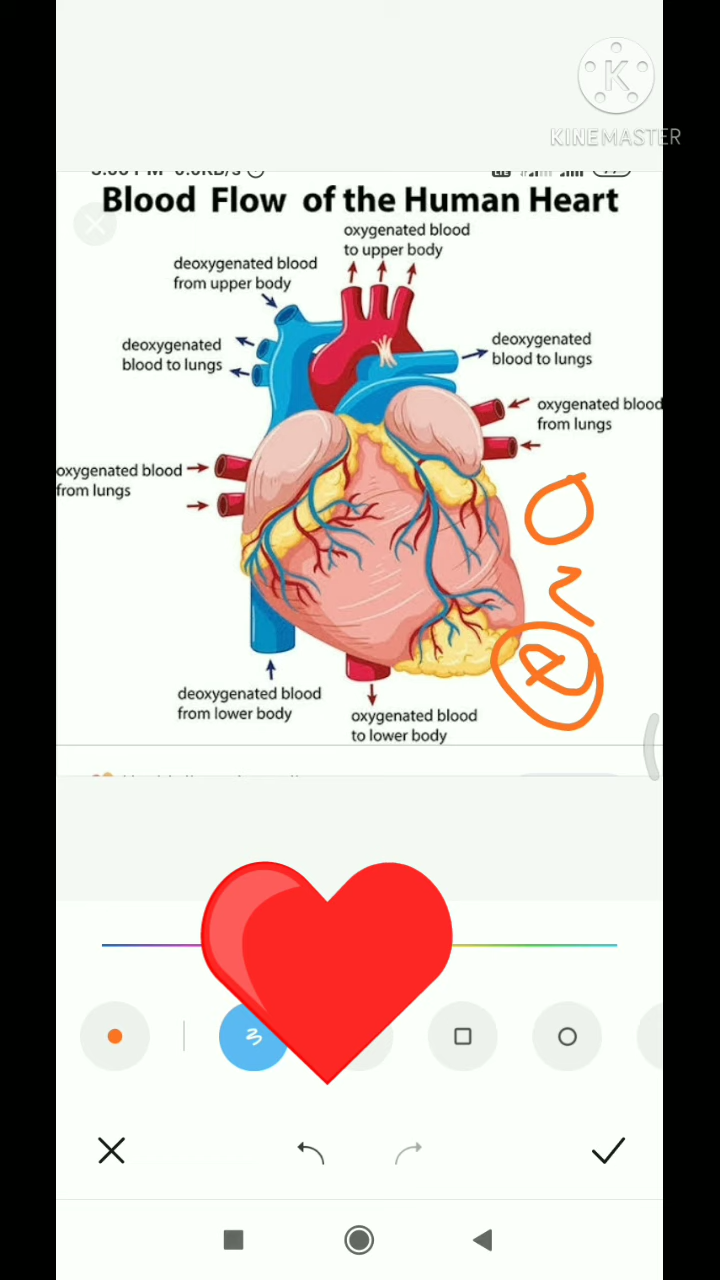 K
KINEMASTER
Blood Flow of the Human Heart
oxygenated blood
to upper body
deoxygenated blood
from upper body
deoxygenated
blood to lungs
deoxygenated
blood to lungs
oxygenated blood
from lungs
oxygenated blood
from lungs
deoxygenated blood
from lower body
oxygenated blood
to lower body